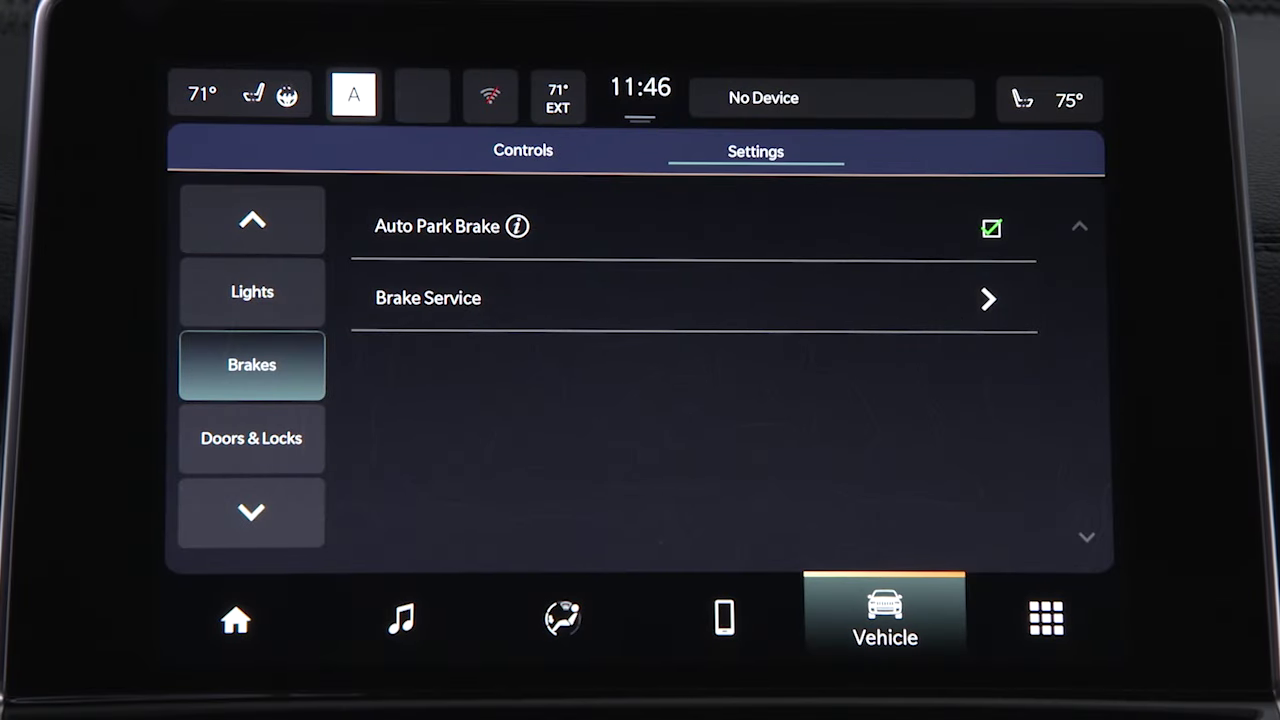 71°
A
71°
EXT
11:46
No Device
75°
Controls
Settings
Auto Park Brake
Lights
Brake Service
Brakes
Doors & Locks
Vehicle